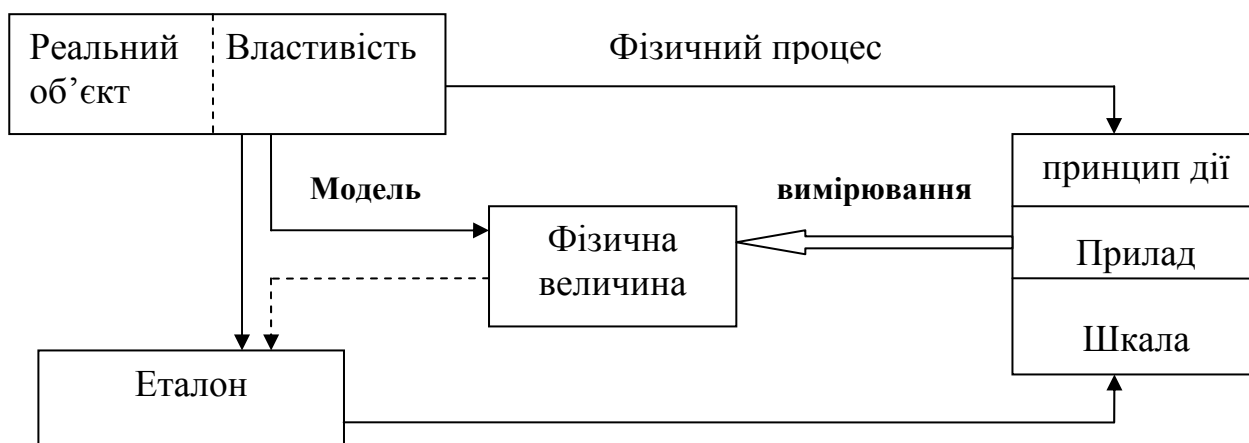 Реальний
об’єкт
Властивість
Фізичний процес
принцип дії
Модель
вимірювання
Фізична
величина
Прилад
Шкала
Еталон